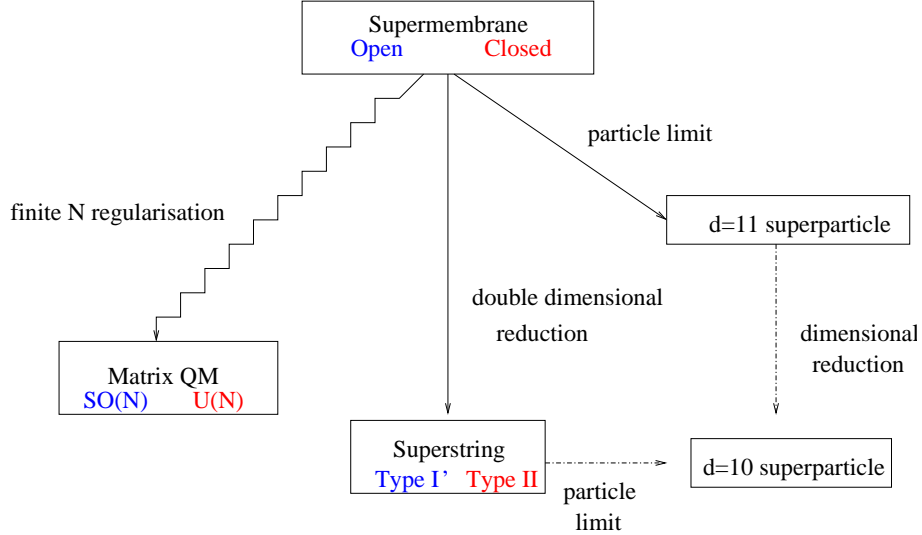 Supermembrane
Open Closed
particle limit
finite N regularisation
d=11 superparticle
double dimensional
reduction
dimensional
reduction
Matrix QM
SO(N) U(N)
Superstring
Type I' Type II
d=10 superparticle
particle
limit